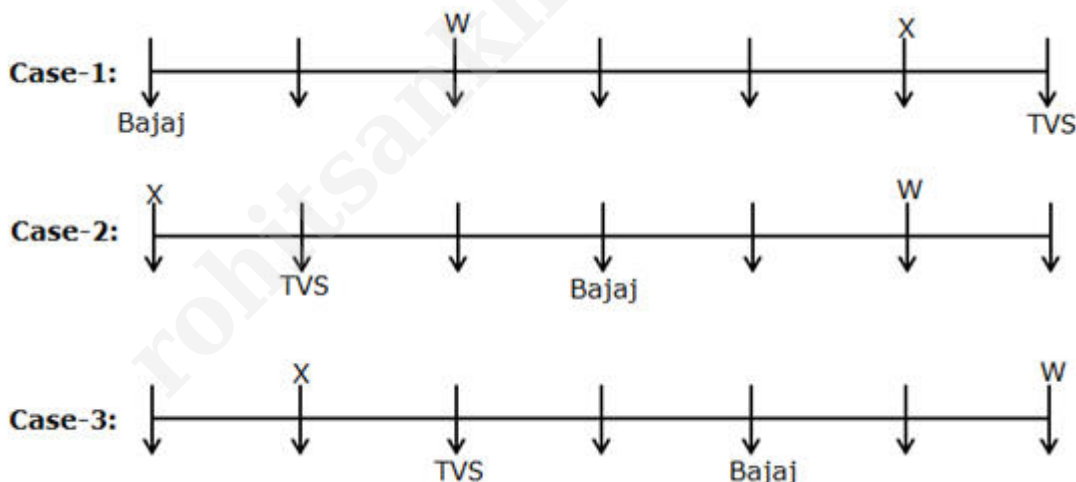 W X
Case-1:
Bajaj TVS
X W
Case-2:
TVS Bajaj
X W
Case-3:
TVS Bajaj